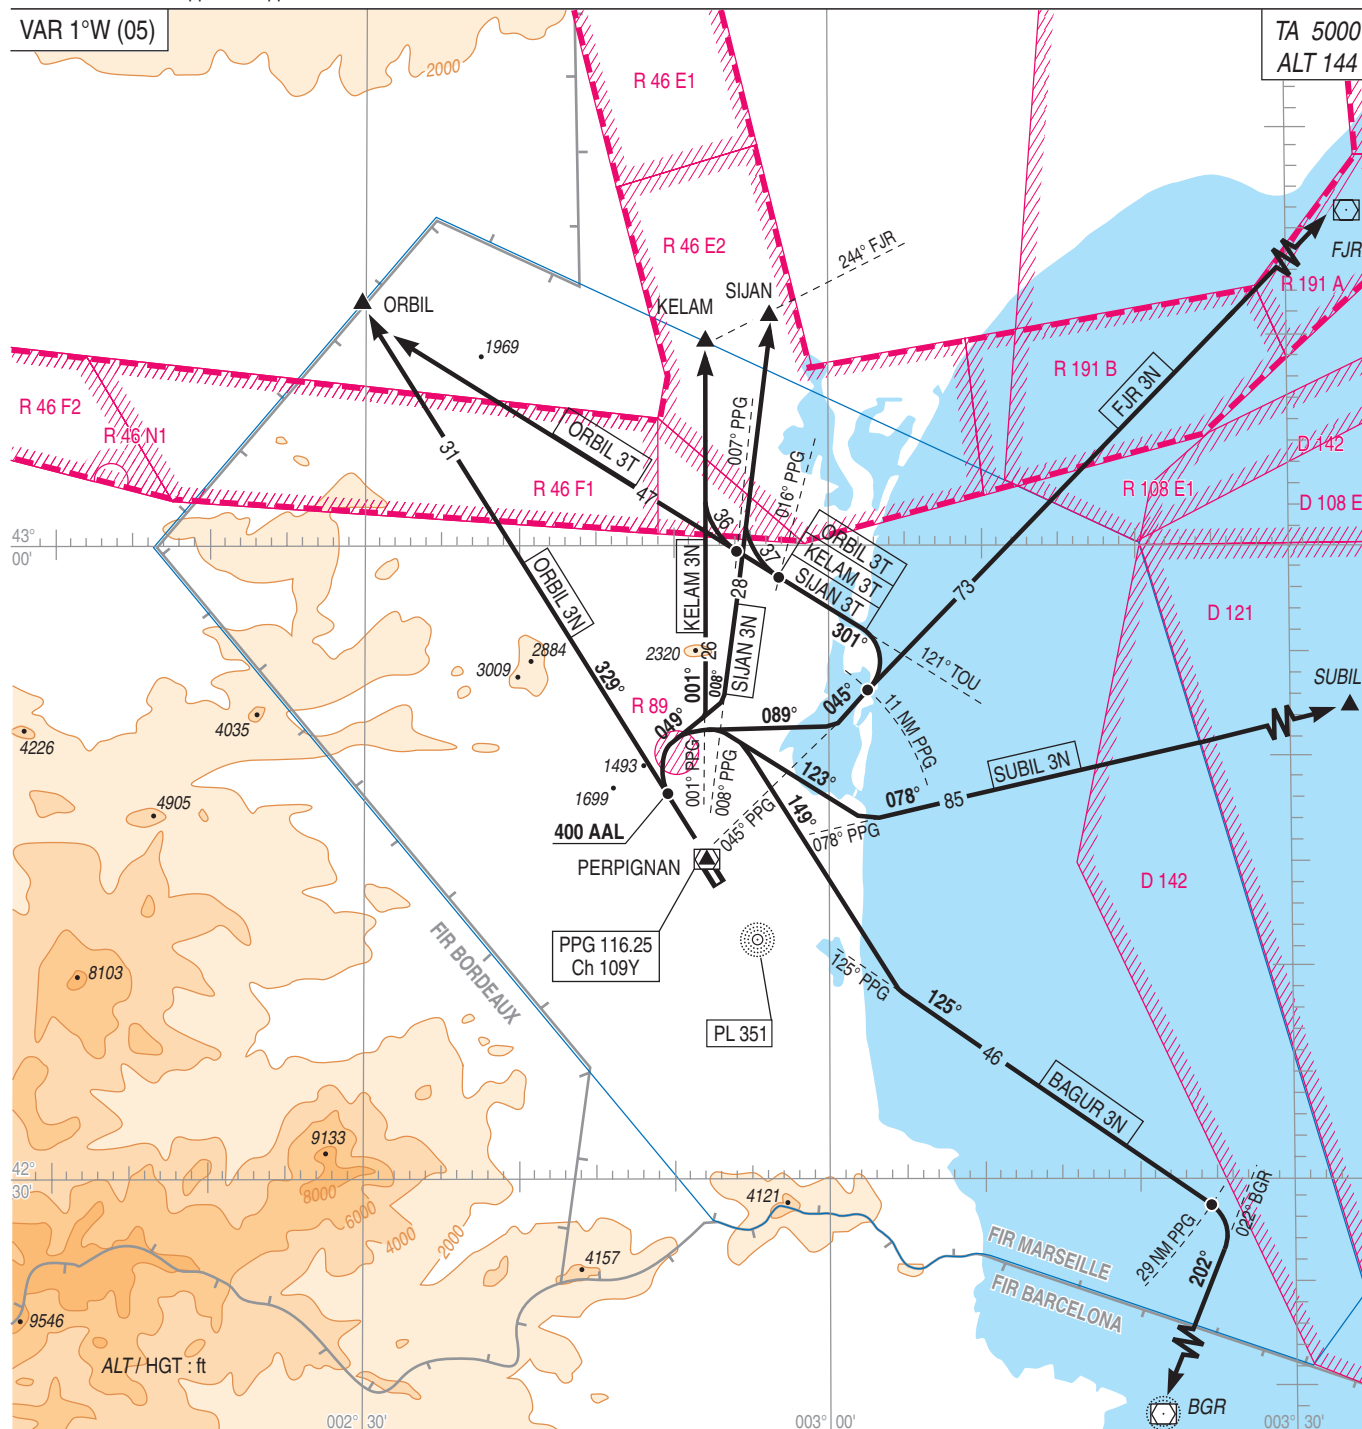 VAR 1°W (05)
TA 5000
ALT 144
2000
R 46 E1
R 46 E2
244° FJR
FJR
R 191 A
SIJAN
KELAM
ORBIL
1969
R 191 B
FJR 3N
R 46 F2
R 46 N1
ORBIL 3T
007° PPG
016° PPG
D 142
31
R 46 F1
47
R 108 E1
D 108 E
36
37
43°
00'
ORBIL 3T
KELAM 3T
SIJAN 3T
KELAM 3N
ORBIL 3N
28
73
D 121
301°
2320
26
SIJAN 3N
2884
3009
329°
001°
008°
121° TOU
SUBIL
R 89
045°
11 NM PPG
4035
4226
049°
089°
1493
001° PPG
008° PPG
123°
SUBIL 3N
1699
078°
85
4905
149°
400 AAL
045° PPG
078° PPG
PERPIGNAN
D 142
FIR BORDEAUX
PPG 116.25
Ch 109Y
125° PPG
8103
125°
PL 351
46
BAGUR 3N
9133
42°
30'
8000
6000
4000
2000
4121
022° BGR
29 NM PPG
202°
FIR MARSEILLE
FIR BARCELONA
4157
9546
ALT / HGT : ft
BGR
002° 30'
003° 00'
003° 30'